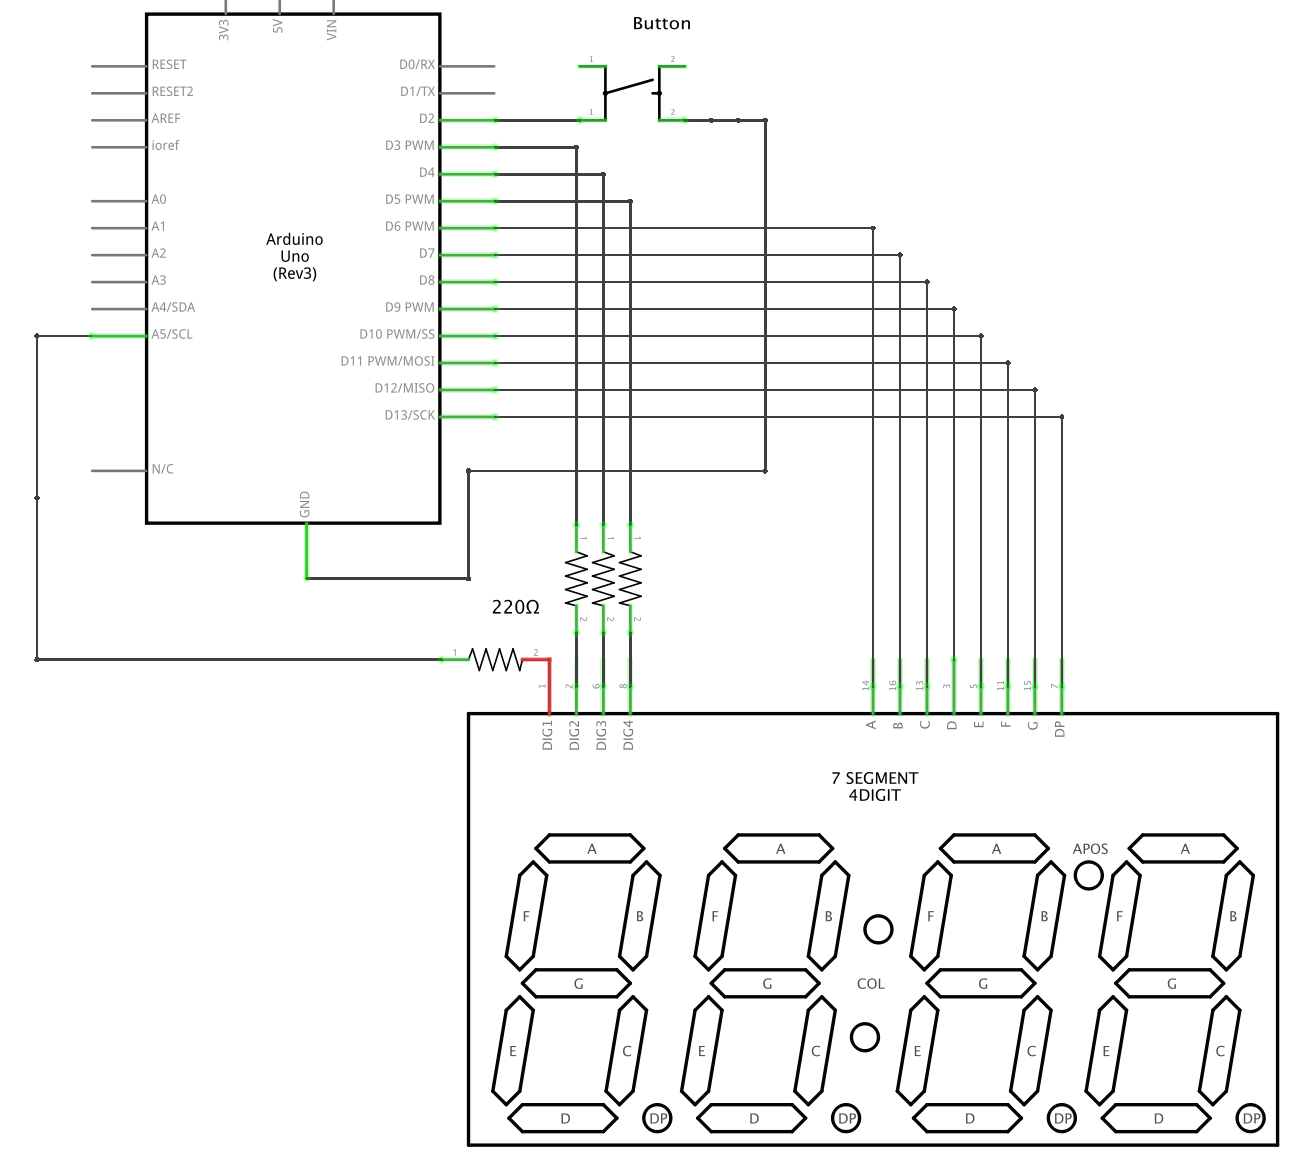 3V3
5V
VIN
Button
RESET
RESET2
AREF
ioref
A0
A1
A2
A3
A4/SDA
A5/SCL
N/C
GND
Arduino
Uno
(Rev3)
D0/RX
D1/TX
D2
D3 PWM
D4
D5 PWM
D6 PWM
D7
D8
D9 PWM
D10 PWM/SS
D11 PWM/MOSI
D12/MISO
D13/SCK
1
2
1
2
1
1
1
2
2
2
220Ω
1
2
1
2
6
8
14
16
13
3
5
11
15
7
DIG1
DIG2
DIG3
DIG4
A
B
C
D
E
F
G
DP
7 SEGMENT
4DIGIT
A
A
A
APOS
A
F
B
F
B
F
B
F
B
G
G
COL
G
G
E
C
E
C
E
C
E
C
D
DP
D
DP
D
DP
D
DP